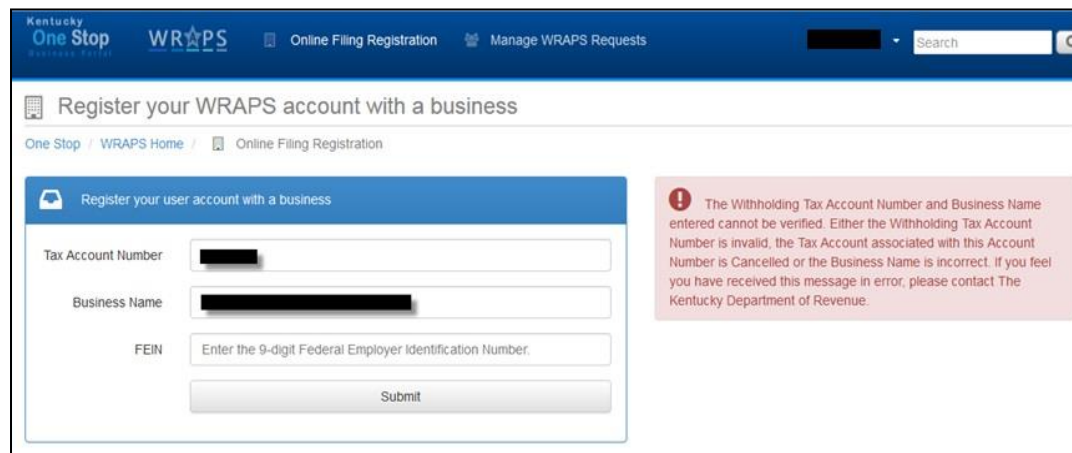 Kentucky
One Stop
Business Portal
WRAPS
Online Filing Registration
Manage WRAPS Requests
Search
Register your WRAPS account with a business
One Stop / WRAPS Home / Online Filing Registration
Register your user account with a business
Tax Account Number
Business Name
FEIN
Enter the 9-digit Federal Employer Identification Number.
Submit
The Withholding Tax Account Number and Business Name
entered cannot be verified. Either the Withholding Tax Account
Number is invalid, the Tax Account associated with this Account
Number is Cancelled or the Business Name is incorrect. If you feel
you have received this message in error, please contact The
Kentucky Department of Revenue.